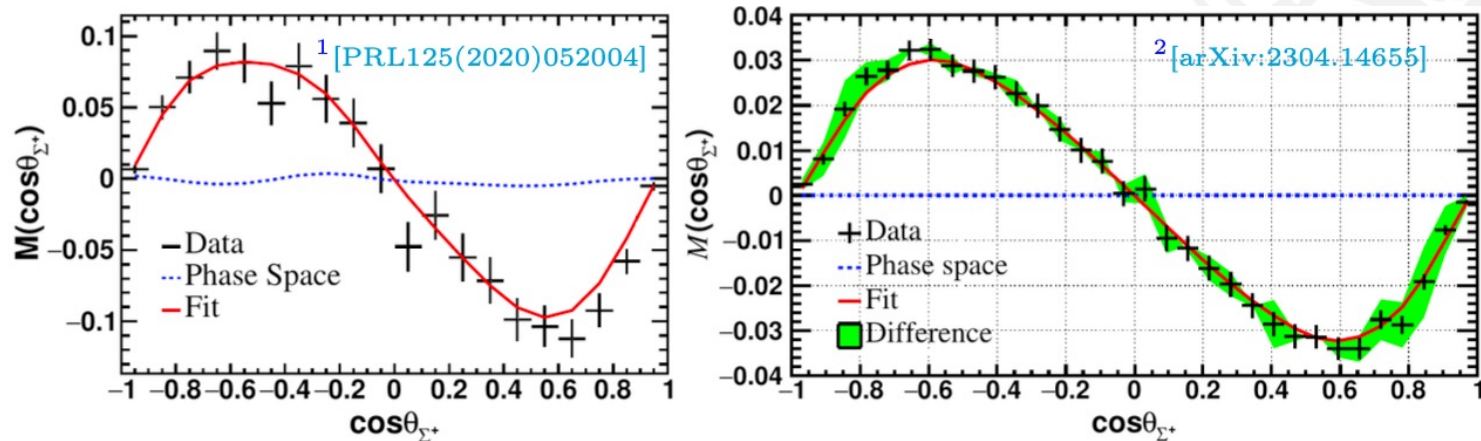 0.1
0.05
0
−0.05
−0.1
M(cosθ_Σ⁺)
¹[PRL125(2020)052004]
Data
Phase Space
Fit
−1 −0.8 −0.6 −0.4 −0.2 0 0.2 0.4 0.6 0.8 1
cosθ_Σ⁺
0.04
0.03
0.02
0.01
0
−0.01
−0.02
−0.03
−0.04
M(cosθ_Σ⁺)
²[arXiv:2304.14655]
Data
Phase space
Fit
Difference
−1 −0.8 −0.6 −0.4 −0.2 0 0.2 0.4 0.6 0.8 1
cosθ_Σ⁺